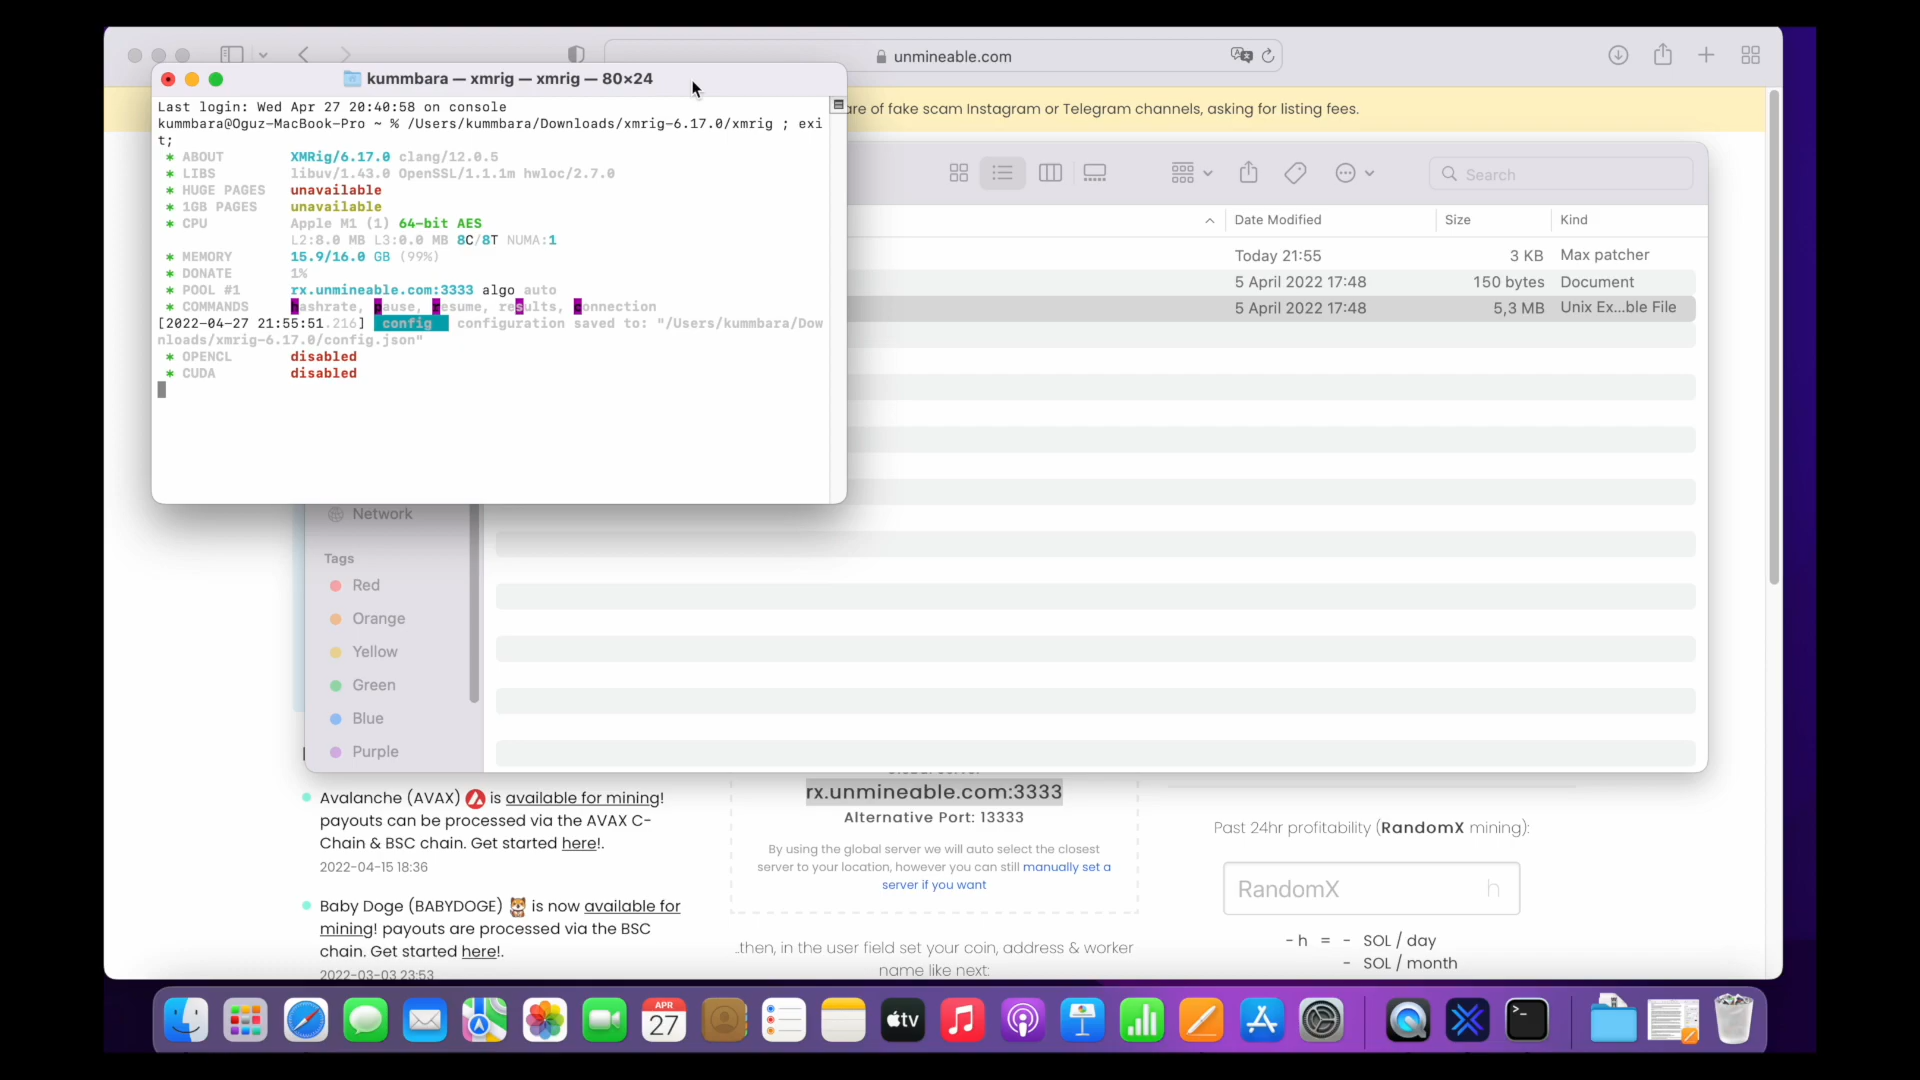 unmineable.com
kummbara — xmrig — xmrig — 80×24
are of fake scam Instagram or Telegram channels, asking for listing fees.
Last login: Wed Apr 27 20:40:58 on console
kummbara@Oguz-MacBook-Pro ~ % /Users/kummbara/Downloads/xmrig-6.17.0/xmrig ; exi
t;
* ABOUT XMRig/6.17.0 clang/12.0.5
* LIBS libuv/1.43.0 OpenSSL/1.1.1m hwloc/2.7.0
* HUGE PAGES unavailable
* 1GB PAGES unavailable
* CPU Apple M1 (1) 64-bit AES
L2:8.0 MB L3:0.0 MB 8C/8T NUMA:1
* MEMORY 15.9/16.0 GB (99%)
* DONATE 1%
* POOL #1 rx.unmineable.com:3333 algo auto
* COMMANDS hashrate, pause, resume, results, connection
[2022-04-27 21:55:51.216] config configuration saved to: "/Users/kummbara/Dow
nloads/xmrig-6.17.0/config.json"
* OPENCL disabled
* CUDA disabled
Search
Date Modified Size Kind
Today 21:55 3 KB Max patcher
5 April 2022 17:48 150 bytes Document
5 April 2022 17:48 5,3 MB Unix Ex...ble File
Network
Tags
Red
Orange
Yellow
Green
Blue
Purple
Avalanche (AVAX) is available for mining!
payouts can be processed via the AVAX C-
Chain & BSC chain. Get started here!.
2022-04-15 18:36
Baby Doge (BABYDOGE) is now available for
mining! payouts are processed via the BSC
chain. Get started here!.
2022-03-03 23:53
rx.unmineable.com:3333
Alternative Port: 13333
By using the global server we will auto select the closest
server to your location, however you can still manually set a
server if you want
..then, in the user field set your coin, address & worker
name like next:
Past 24hr profitability (RandomX mining):
RandomX h
- h = - SOL / day
- SOL / month
APR
27
tv